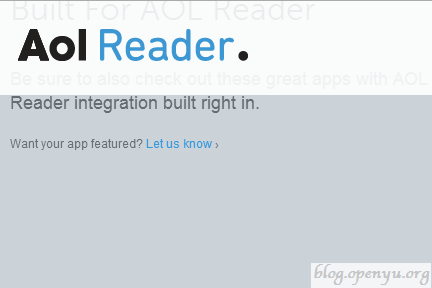 Built For AOL Reader
Aol Reader.
Be sure to also check out these great apps with AOL
Reader integration built right in.
Want your app featured? Let us know ›
blog.openyu.org